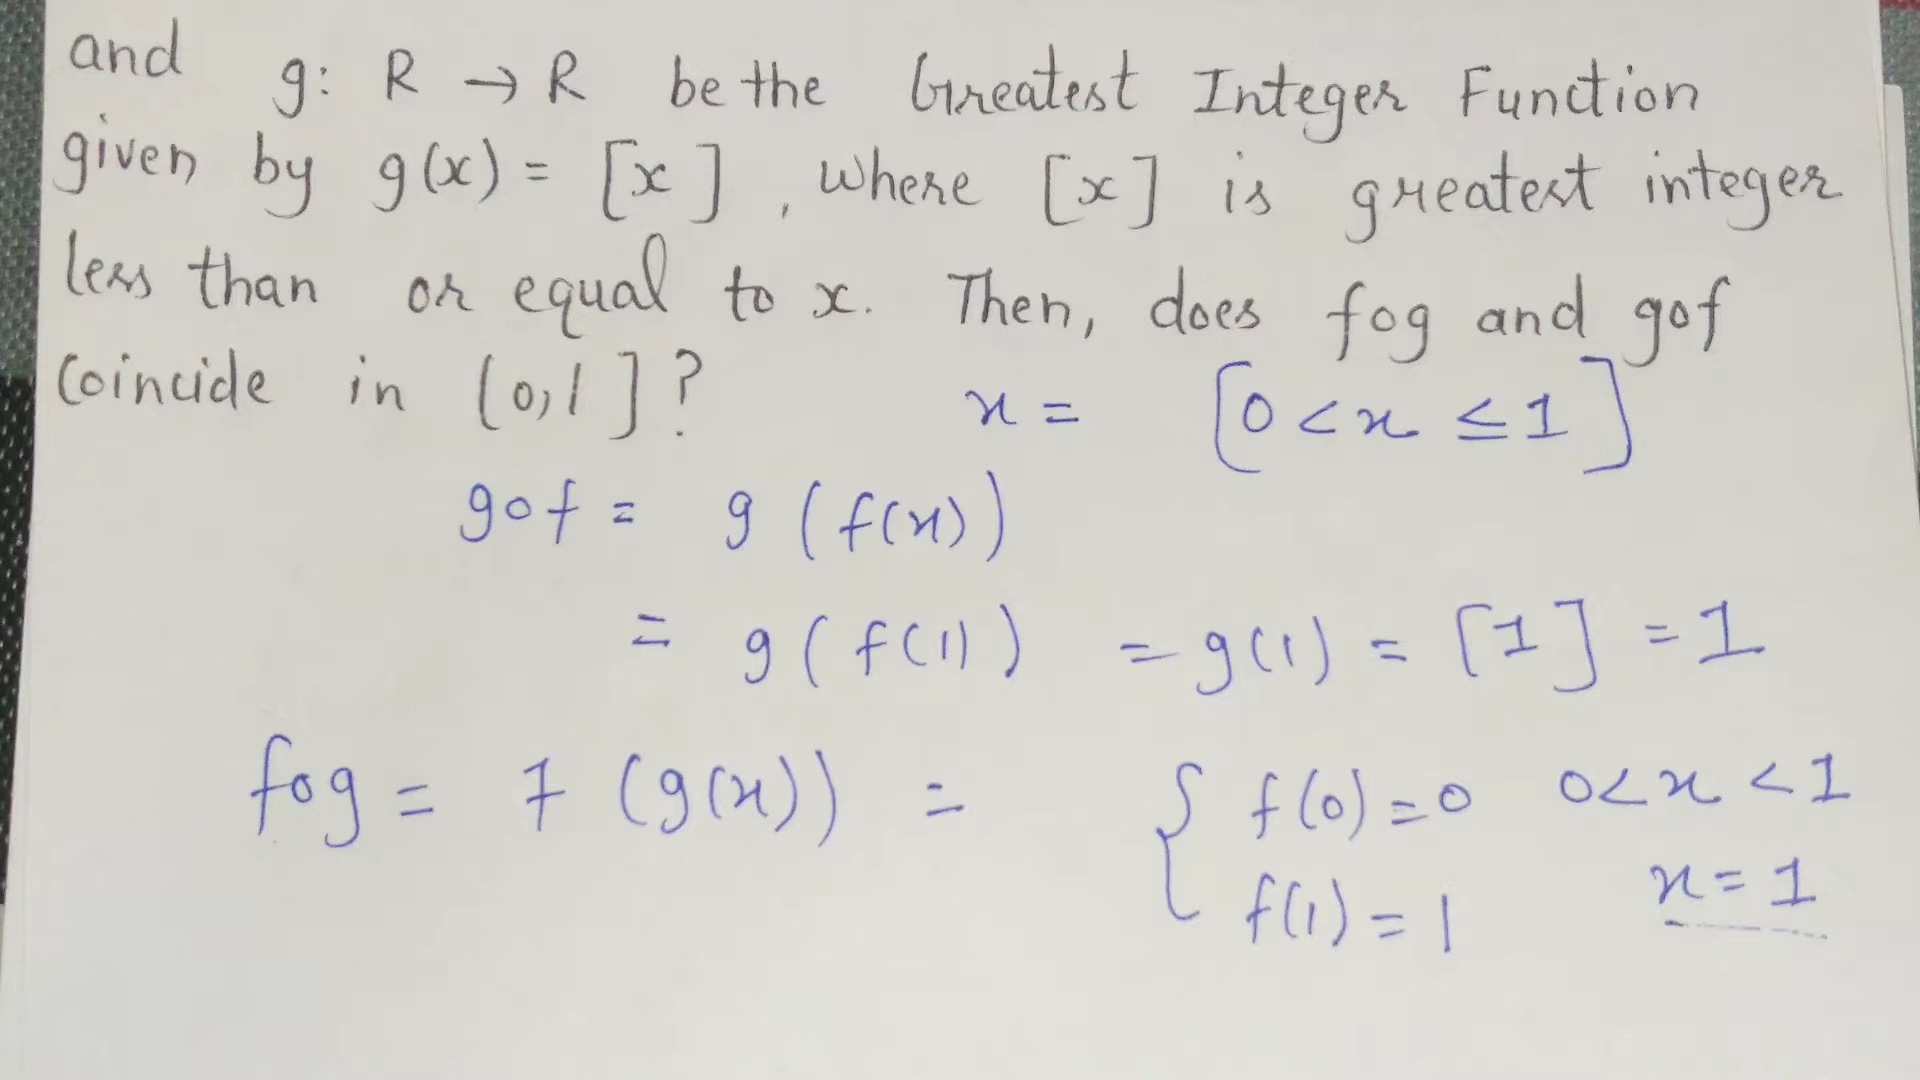 and g: R → R be the Greatest Integer Function
given by g(x) = [x], where [x] is greatest integer
less than or equal to x. Then, does fog and gof
coincide in (0,1]?
x = [0 < x ≤ 1]
gof = g (f(x))
= g(f(1)) = g(1) = [1] = 1
fog = f (g(x)) = { f(0) = 0 0 < x < 1
f(1) = 1 x = 1